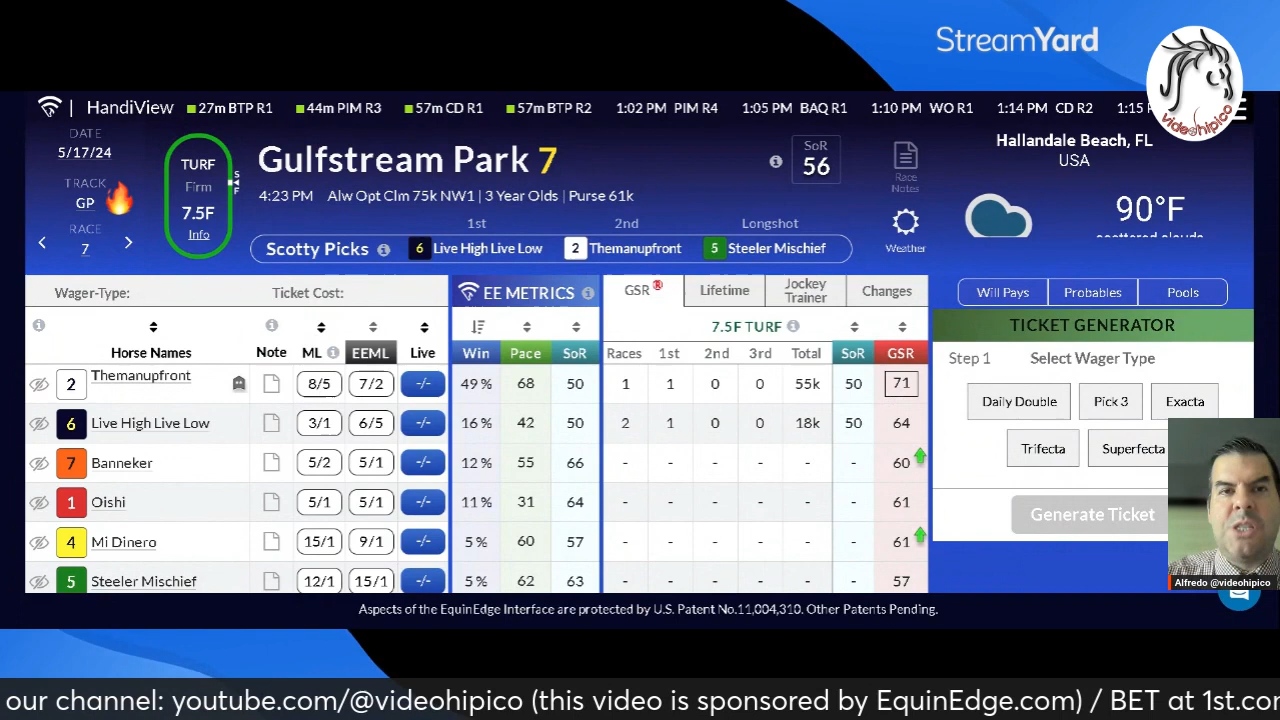 StreamYard
videohipico
HandiView 27m BTP R1 44m PIM R3 57m CD R1 57m BTP R2 1:02 PM PIM R4 1:05 PM BAQ R1 1:10 PM WO R1 1:14 PM CD R2 1:15
DATE
5/17/24
TRACK
GP
RACE
7
TURF
Firm
7.5F
Info
S
F
Gulfstream Park 7
4:23 PM Alw Opt Clm 75k NW1 | 3 Year Olds | Purse 61k
SoR
56
Race Notes
Weather
Hallandale Beach, FL
USA
90°F
1st 2nd Longshot
Scotty Picks 6 Live High Live Low 2 Themanupfront 5 Steeler Mischief
Wager-Type: Ticket Cost:
EE METRICS
GSR Lifetime Jockey Trainer Changes
7.5F TURF
Horse Names Note ML EEML Live Win Pace SoR Races 1st 2nd 3rd Total SoR GSR
2 Themanupfront 8/5 7/2 -/- 49% 68 50 1 1 0 0 55k 50 71
6 Live High Live Low 3/1 6/5 -/- 16% 42 50 2 1 0 0 18k 50 64
7 Banneker 5/2 5/1 -/- 12% 55 66 - - - - - - 60
1 Oishi 5/1 5/1 -/- 11% 31 64 - - - - - - 61
4 Mi Dinero 15/1 9/1 -/- 5% 60 57 - - - - - - 61
5 Steeler Mischief 12/1 15/1 -/- 5% 62 63 - - - - - - 57
Will Pays Probables Pools
TICKET GENERATOR
Step 1 Select Wager Type
Daily Double Pick 3 Exacta
Trifecta Superfecta
Generate Ticket
Alfredo @videohipico
Aspects of the EquinEdge Interface are protected by U.S. Patent No.11,004,310. Other Patents Pending.
our channel: youtube.com/@videohipico (this video is sponsored by EquinEdge.com) / BET at 1st.com